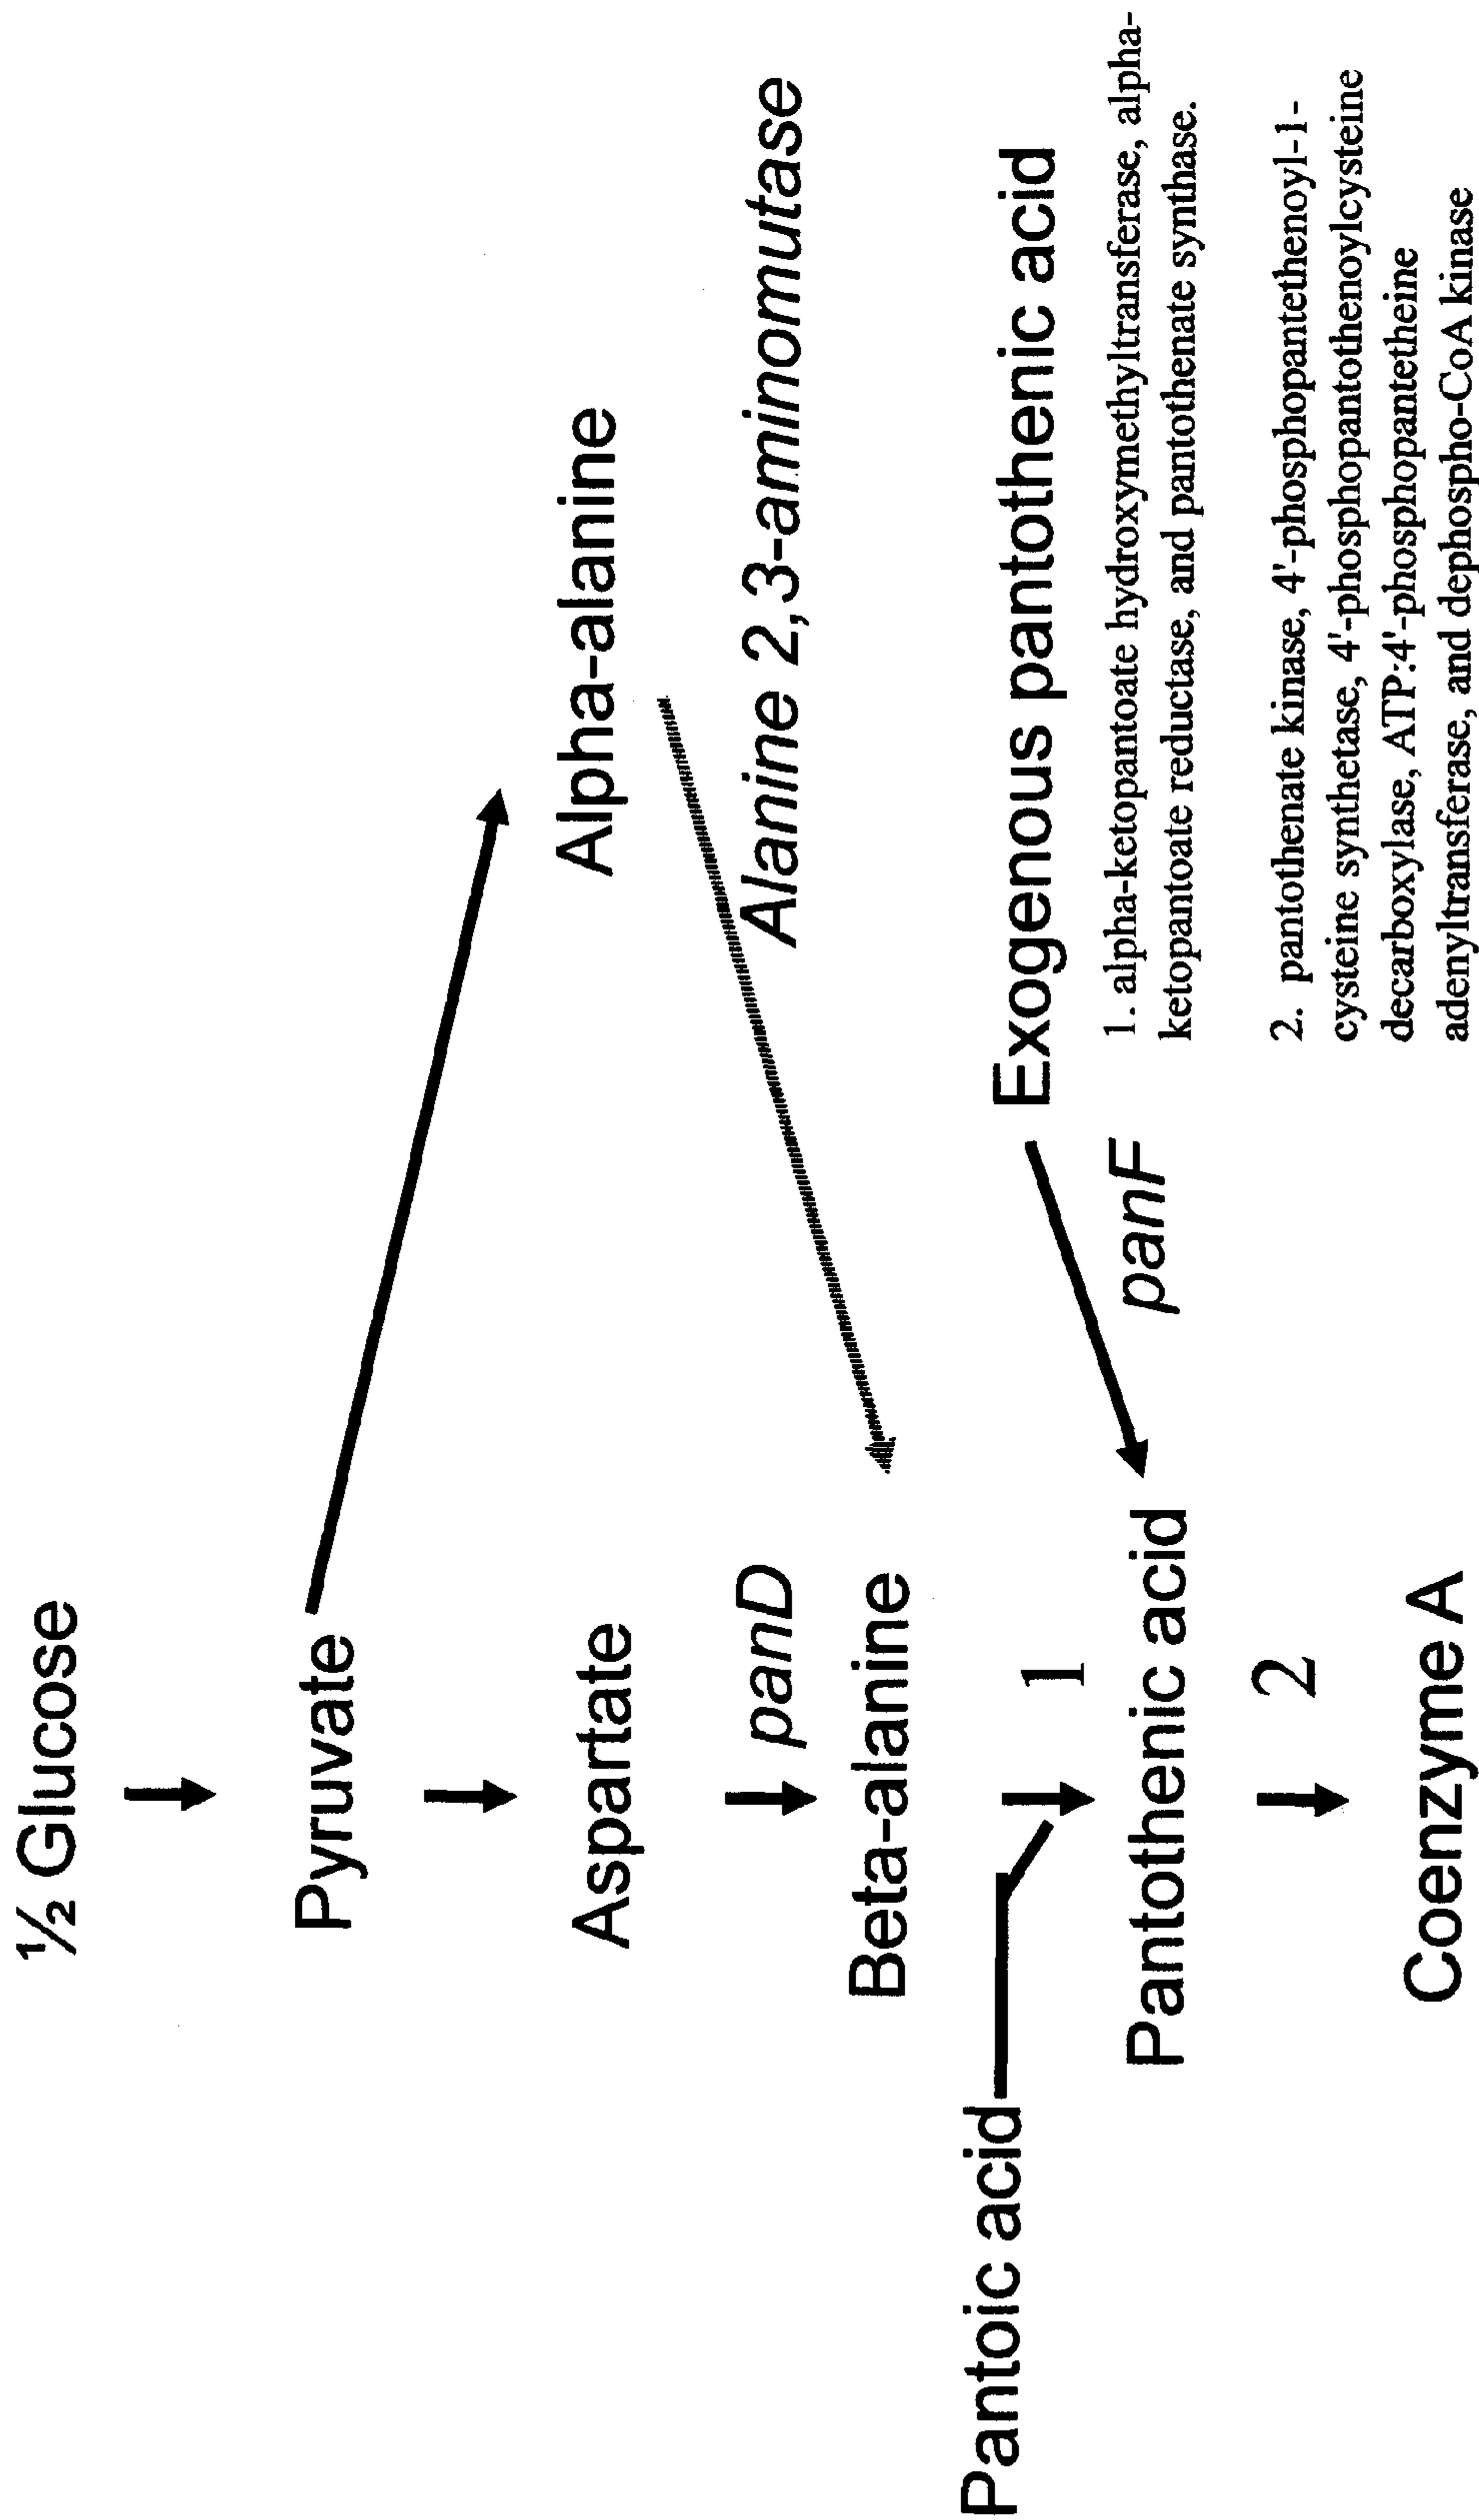 ½ Glucose
Pyruvate
Alpha-alanine
Aspartate
panD
Alanine 2,3-aminomutase
Beta-alanine
Pantoic acid
1
Exogenous pantothenic acid
panF
Pantothenic acid
1. alpha-ketopantoate hydroxymethyltransferase, alpha-
ketopantoate reductase, and pantothenate synthase.
2
2. pantothenate kinase, 4'-phosphopantethenoyl-1-
cysteine synthetase, 4'-phosphopantothenoylcysteine
decarboxylase, ATP:4'-phosphopantetheine
adenyltransferase, and dephospho-CoA kinase
Coenzyme A